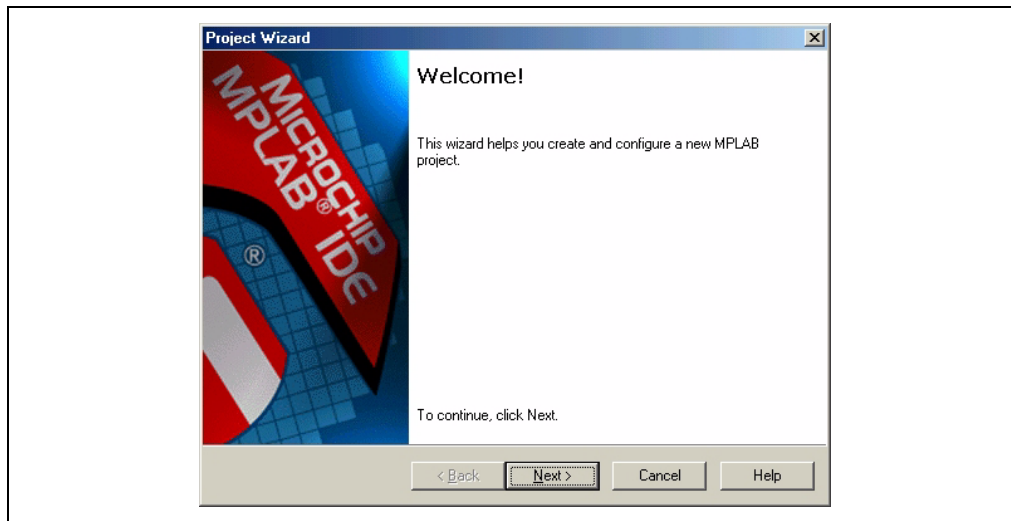 Project Wizard
MICROCHIP
MPLAB® IDE
®
Welcome!
This wizard helps you create and configure a new MPLAB
project.
To continue, click Next.
< Back
Next >
Cancel
Help